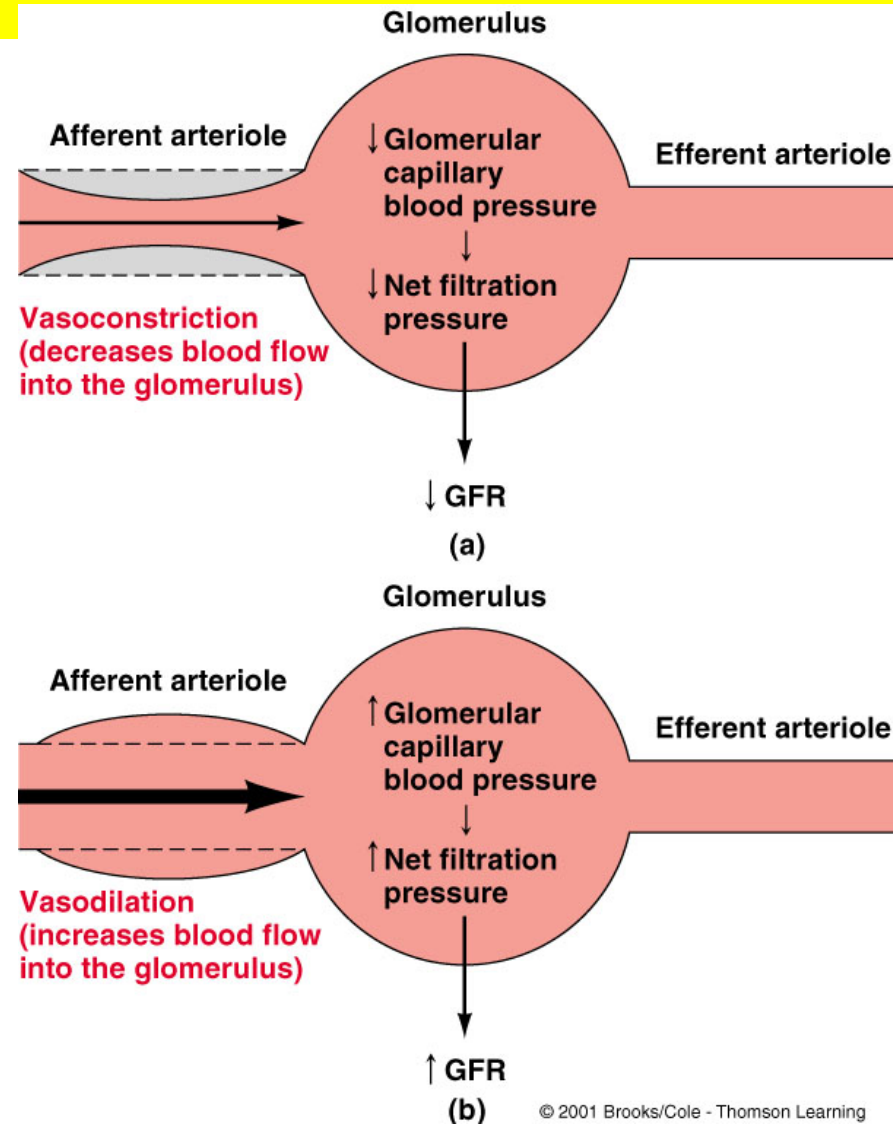 Glomerulus
Afferent arteriole
↓ Glomerular
capillary
blood pressure
↓
↓ Net filtration
pressure
Efferent arteriole
Vasoconstriction
(decreases blood flow
into the glomerulus)
↓ GFR
(a)
Glomerulus
Afferent arteriole
↑ Glomerular
capillary
blood pressure
↓
↑ Net filtration
pressure
Efferent arteriole
Vasodilation
(increases blood flow
into the glomerulus)
↑ GFR
(b)
© 2001 Brooks/Cole - Thomson Learning